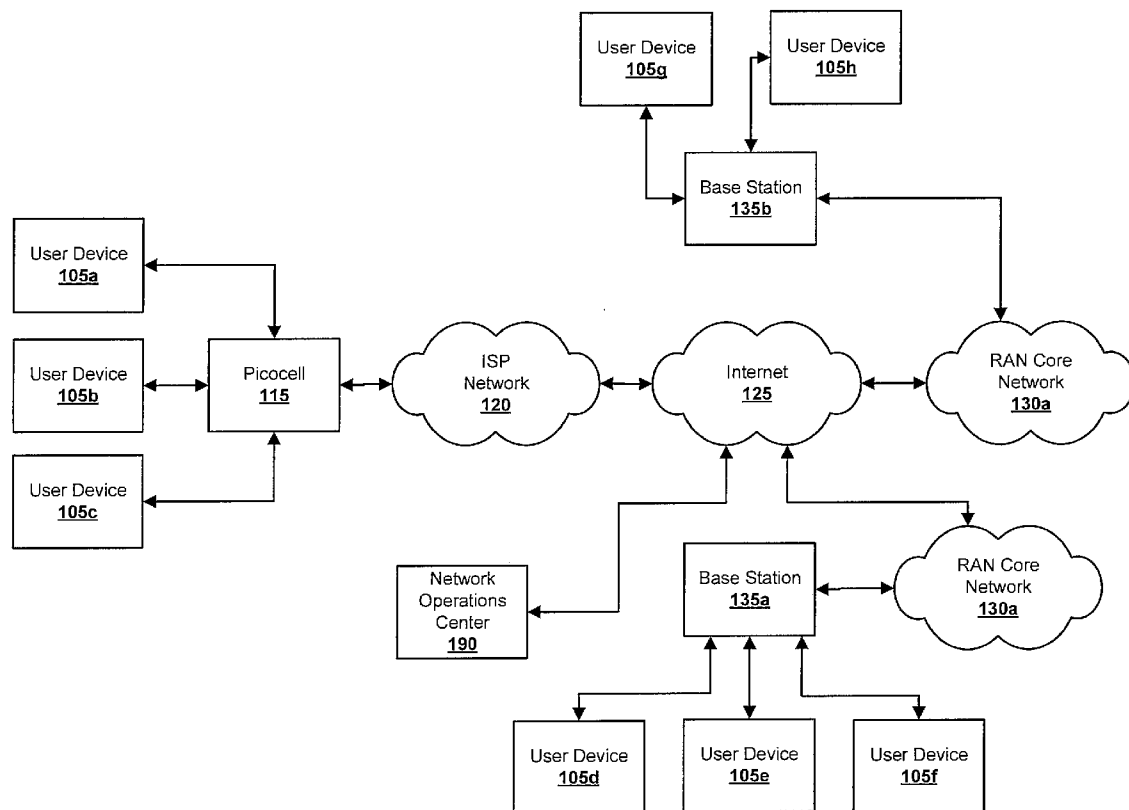 User Device
105g
User Device
105h
Base Station
135b
User Device
105a
User Device
105b
User Device
105c
Picocell
115
ISP
Network
120
Internet
125
RAN Core
Network
130a
Network
Operations
Center
190
Base Station
135a
RAN Core
Network
130a
User Device
105d
User Device
105e
User Device
105f